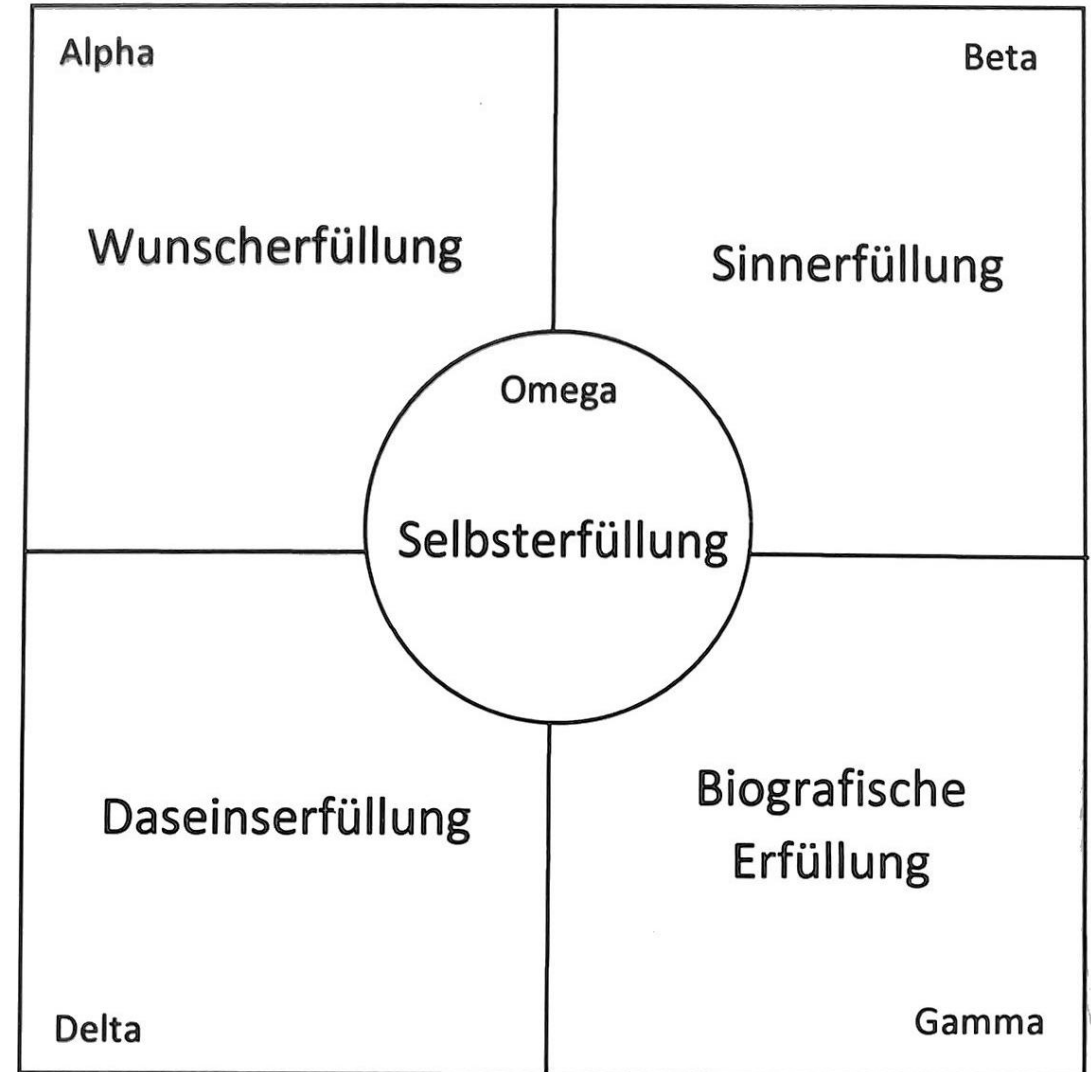 Alpha
Beta
Wunscherfüllung
Sinnerfüllung
Omega
Selbsterfüllung
Daseinserfüllung
Biografische
Erfüllung
Delta
Gamma